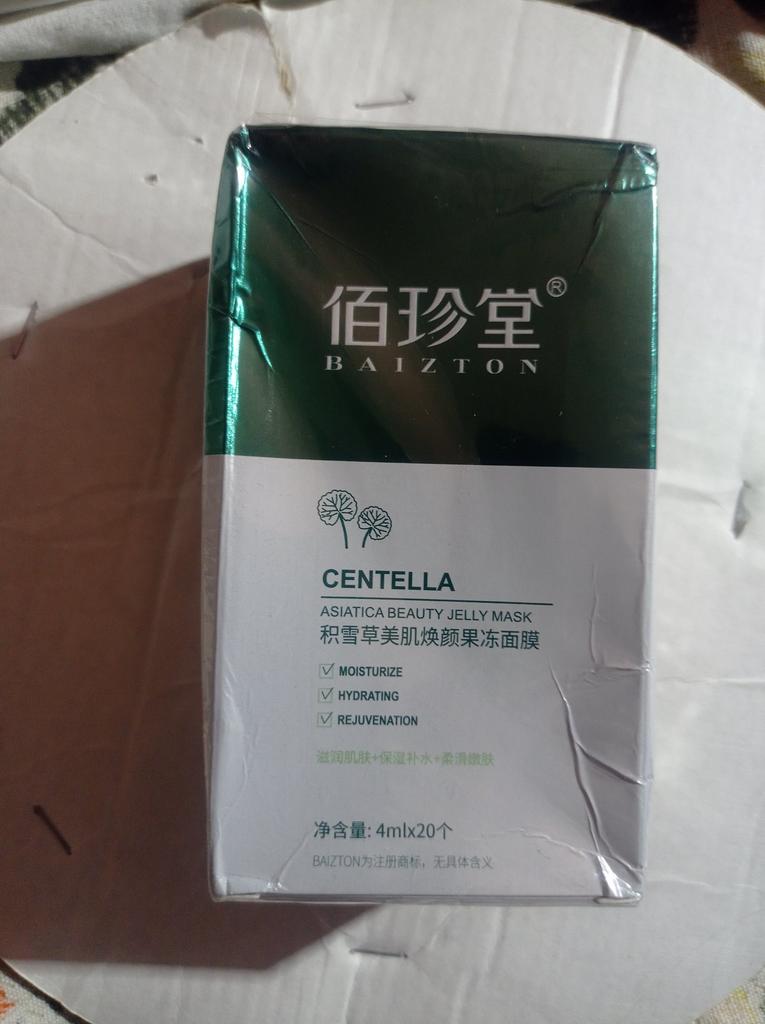 佰珍堂®
BAIZTON
CENTELLA
ASIATICA BEAUTY JELLY MASK
积雪草美肌焕颜果冻面膜
MOISTURIZE
HYDRATING
REJUVENATION
滋润肌肤+保湿补水+柔滑嫩肤
净含量: 4mlx20个
BAIZTON为注册商标，无具体含义